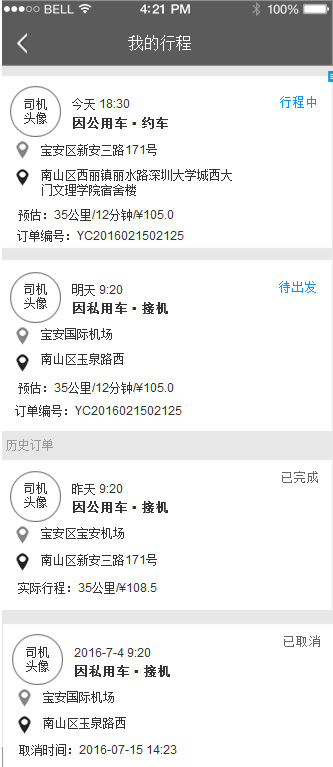 BELL 4:21 PM 100%
我的行程
司机
头像
今天 18:30
行程中
因公用车·约车
宝安区新安三路171号
南山区西丽镇丽水路深圳大学城西大
门文理学院宿舍楼
预估：35公里/12分钟/¥105.0
订单编号：YC2016021502125
司机
头像
明天 9:20
待出发
因私用车·接机
宝安国际机场
南山区玉泉路西
预估：35公里/12分钟/¥105.0
订单编号：YC2016021502125
历史订单
司机
头像
昨天 9:20
已完成
因公用车·接机
宝安区宝安机场
南山区新安三路171号
实际行程：35公里/¥108.5
司机
头像
2016-7-4 9:20
已取消
因私用车·接机
宝安国际机场
南山区玉泉路西
取消时间：2016-07-15 14:23